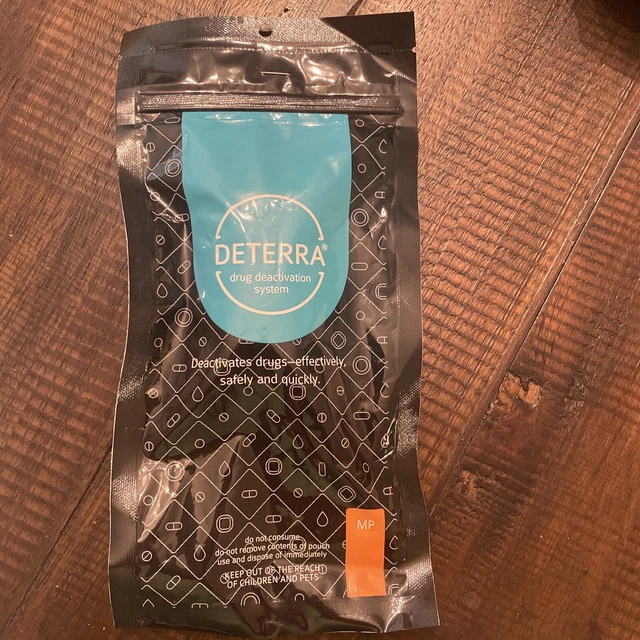 DETERRA®
drug deactivation
system
Deactivates drugs—effectively,
safely and quickly.
MP
do not consume
do not remove contents of pouch
use and dispose of immediately
KEEP OUT OF THE REACH
OF CHILDREN AND PETS